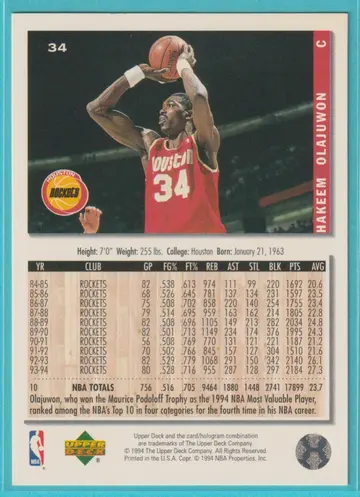 34
C
HAKEEM OLAJUWON
HOUSTON
34
HOUSTON
ROCKETS
Height: 7'0" Weight: 255 lbs. College: Houston Born: January 21, 1963
YR CLUB GP FG% FT% REB AST STL BLK PTS AVG
84-85 ROCKETS 82 .538 .613 974 111 99 220 1692 20.6
85-86 ROCKETS 68 .526 .645 781 137 134 231 1597
86-87 ROCKETS 75 .508 .702 858 220 140 254 1755 23.4
87-88 ROCKETS 79 .514 .695 959 163 162 214 1805 22.8
88-89 ROCKETS 82 .508 .696 1105 149 213 282 2034
89-90 ROCKETS 82 .501 .713 1149 234 174 376 1995 24.3
90-91 ROCKETS 56 .508 .769 770 131 121 221 1187 21.2
91-92 ROCKETS 70 .502 .766 845 157 127 304 1510 21.6
92-93 ROCKETS 82 .529 .779 1068 291 150 342 2140 26.1
93-94 ROCKETS 80 .528 .716 955 287 128 297 2184 27.3
10 NBA TOTALS 756 .516 .705 9464 1880 1448 2741 17899 23.7
Olajuwon, who won the Maurice Podoloff Trophy as the 1994 NBA Most Valuable Player,
ranked among the NBA's Top 10 in four categories for the fourth time in his NBA career.
NBA
UPPER
DECK
Upper Deck and the card/hologram combination
are trademarks of The Upper Deck Company.
© 1994 The Upper Deck Company. All Rights Reserved.
Printed in the U.S.A. Copr. © 1994 NBA Properties, Inc.